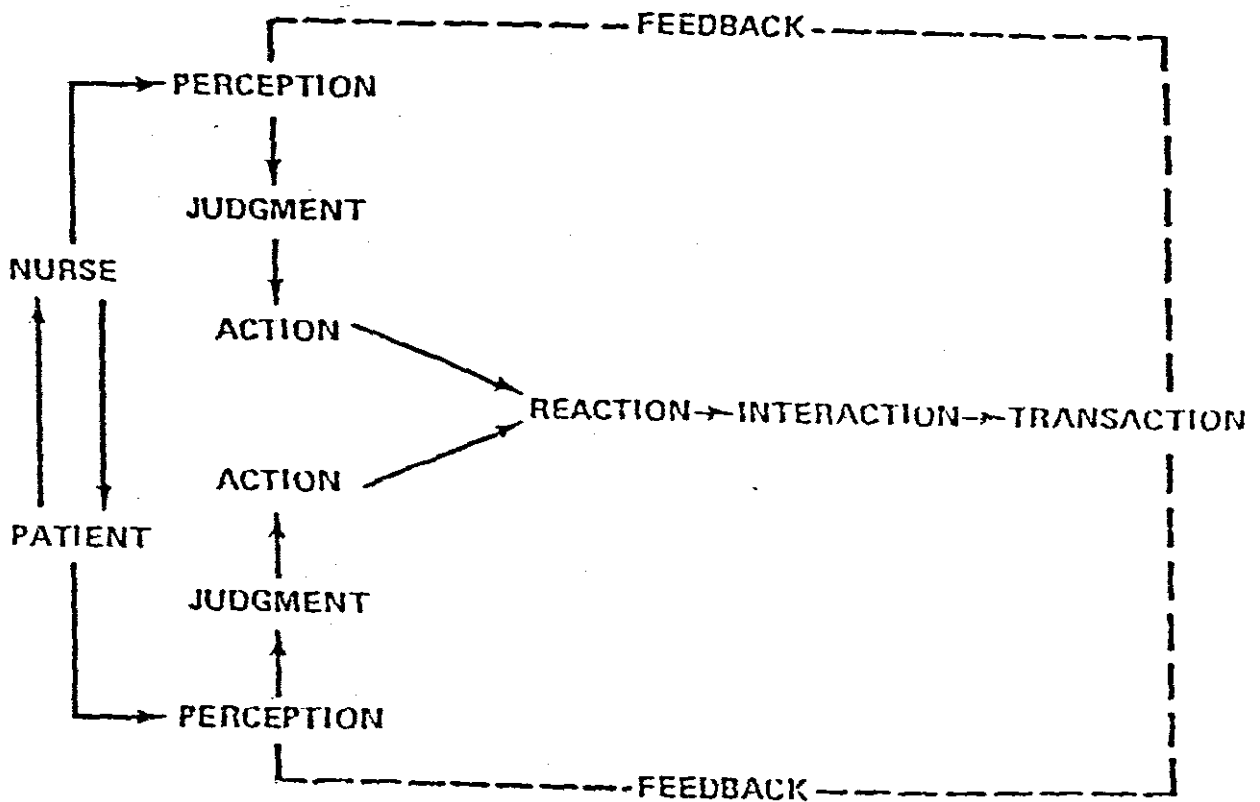 FEEDBACK
PERCEPTION
JUDGMENT
NURSE
ACTION
REACTION INTERACTION TRANSACTION
ACTION
PATIENT
JUDGMENT
PERCEPTION
FEEDBACK